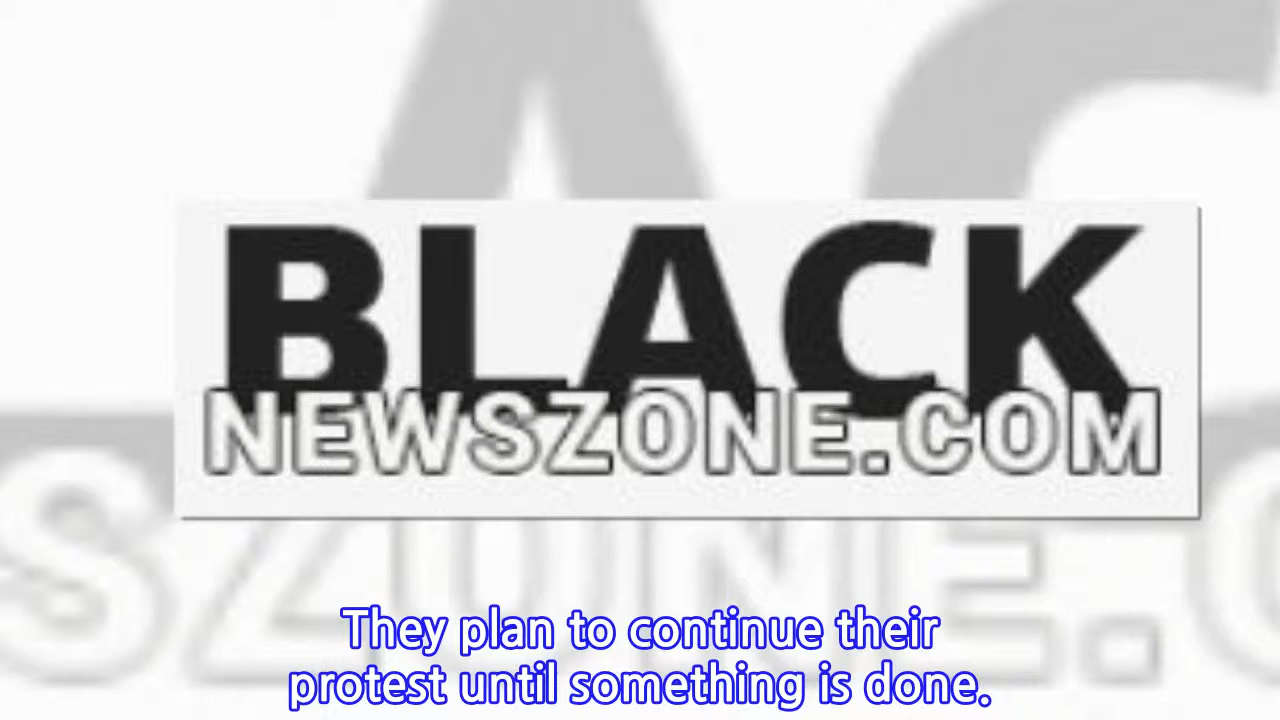 BLACK
NEWSZONE.COM
They plan to continue their
protest until something is done.